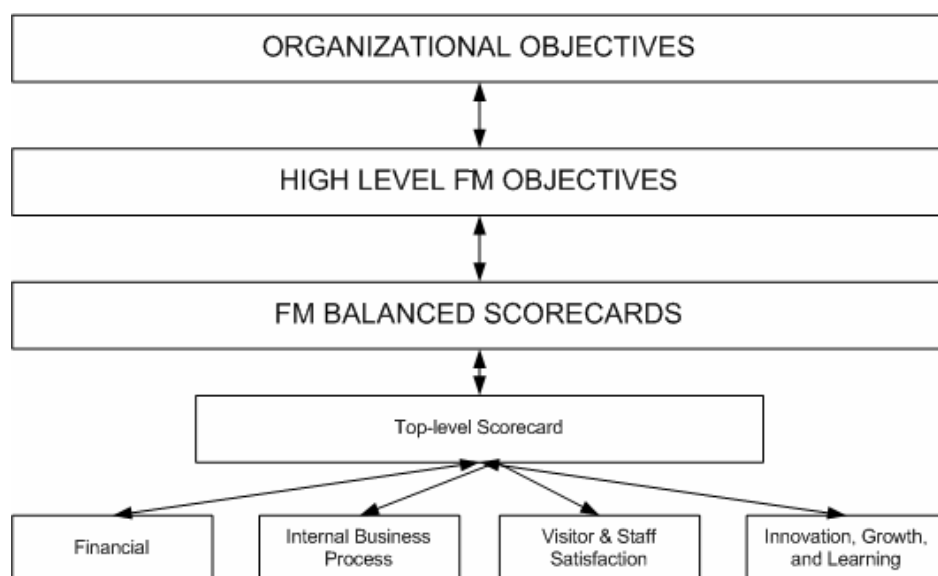 ORGANIZATIONAL OBJECTIVES
HIGH LEVEL FM OBJECTIVES
FM BALANCED SCORECARDS
Top-level Scorecard
Financial
Internal Business
Process
Visitor & Staff
Satisfaction
Innovation, Growth,
and Learning